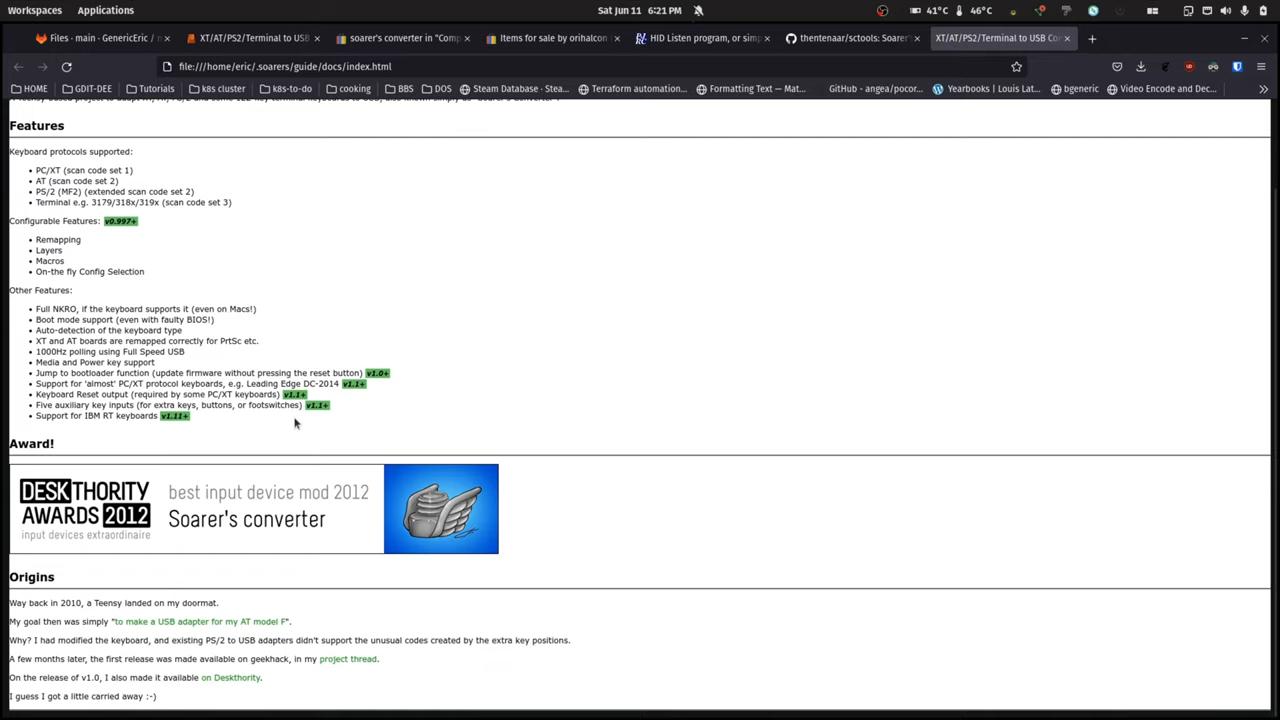 Workspaces Applications Sat Jun 11 6:21 PM 41°C 46°C
Files · main · GenericEric / r XT/AT/PS2/Terminal to USB soarer's converter in "Comp Items for sale by orihalcon HID Listen program, or simp thentenaar/sctools: Soarer' XT/AT/PS2/Terminal to USB Co
file:///home/eric/.soarers/guide/docs/index.html
HOME GDIT-DEE Tutorials k8s cluster k8s-to-do cooking BBS DOS Steam Database - Stea... Terraform automation... Formatting Text — Mat... GitHub - angea/pocor... Yearbooks | Louis Lat... bgeneric Video Encode and Dec...
Features
Keyboard protocols supported:
• PC/XT (scan code set 1)
• AT (scan code set 2)
• PS/2 (MF2) (extended scan code set 2)
• Terminal e.g. 3179/318x/319x (scan code set 3)
Configurable Features: v0.997+
• Remapping
• Layers
• Macros
• On-the fly Config Selection
Other Features:
• Full NKRO, if the keyboard supports it (even on Macs!)
• Boot mode support (even with faulty BIOS!)
• Auto-detection of the keyboard type
• XT and AT boards are remapped correctly for PrtSc etc.
• 1000Hz polling using Full Speed USB
• Media and Power key support
• Jump to bootloader function (update firmware without pressing the reset button) v1.0+
• Support for 'almost' PC/XT protocol keyboards, e.g. Leading Edge DC-2014 v1.1+
• Keyboard Reset output (required by some PC/XT keyboards) v1.1+
• Five auxiliary key inputs (for extra keys, buttons, or footswitches) v1.1+
• Support for IBM RT keyboards v1.11+
Award!
DESKTHORITY AWARDS 2012 input devices extraordinaire
best input device mod 2012
Soarer's converter
Origins
Way back in 2010, a Teensy landed on my doormat.
My goal then was simply "to make a USB adapter for my AT model F".
Why? I had modified the keyboard, and existing PS/2 to USB adapters didn't support the unusual codes created by the extra key positions.
A few months later, the first release was made available on geekhack, in my project thread.
On the release of v1.0, I also made it available on Deskthority.
I guess I got a little carried away :-)